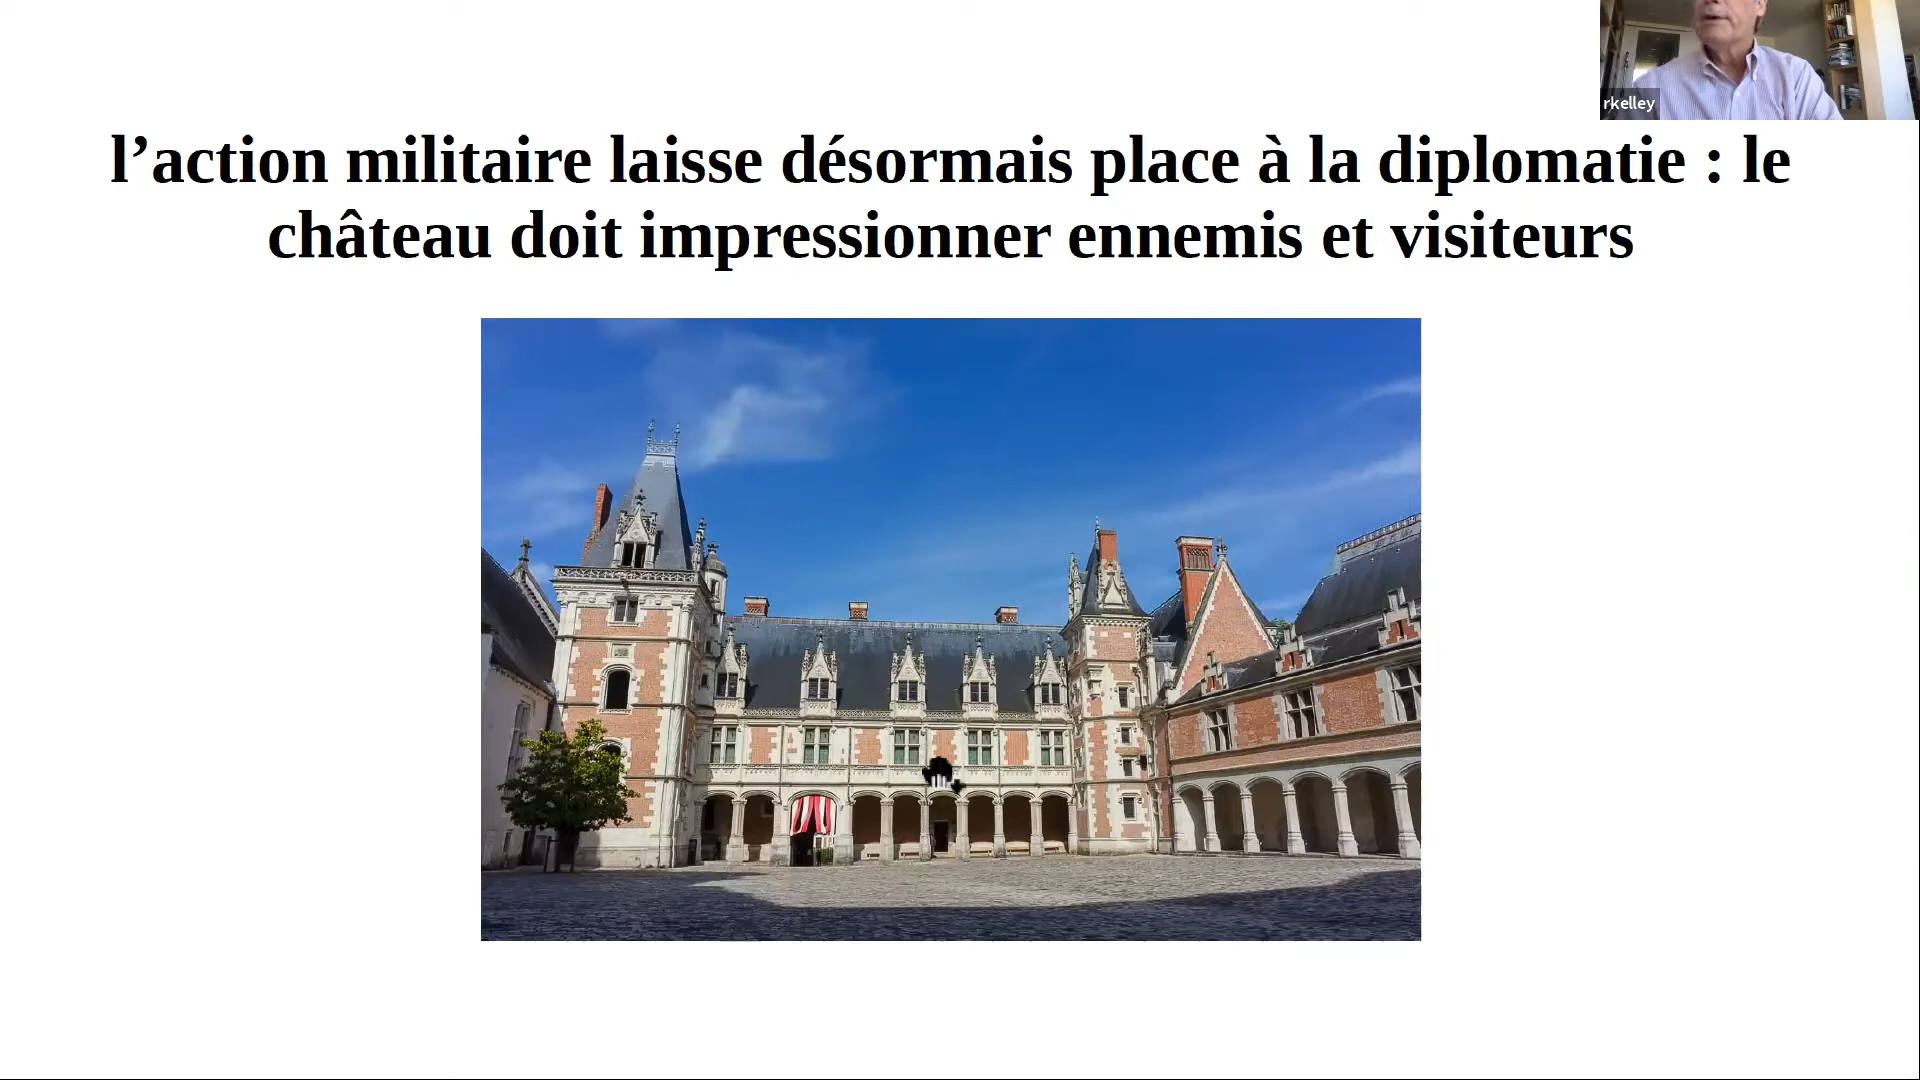 rkelley
l’action militaire laisse désormais place à la diplomatie : le
château doit impressionner ennemis et visiteurs